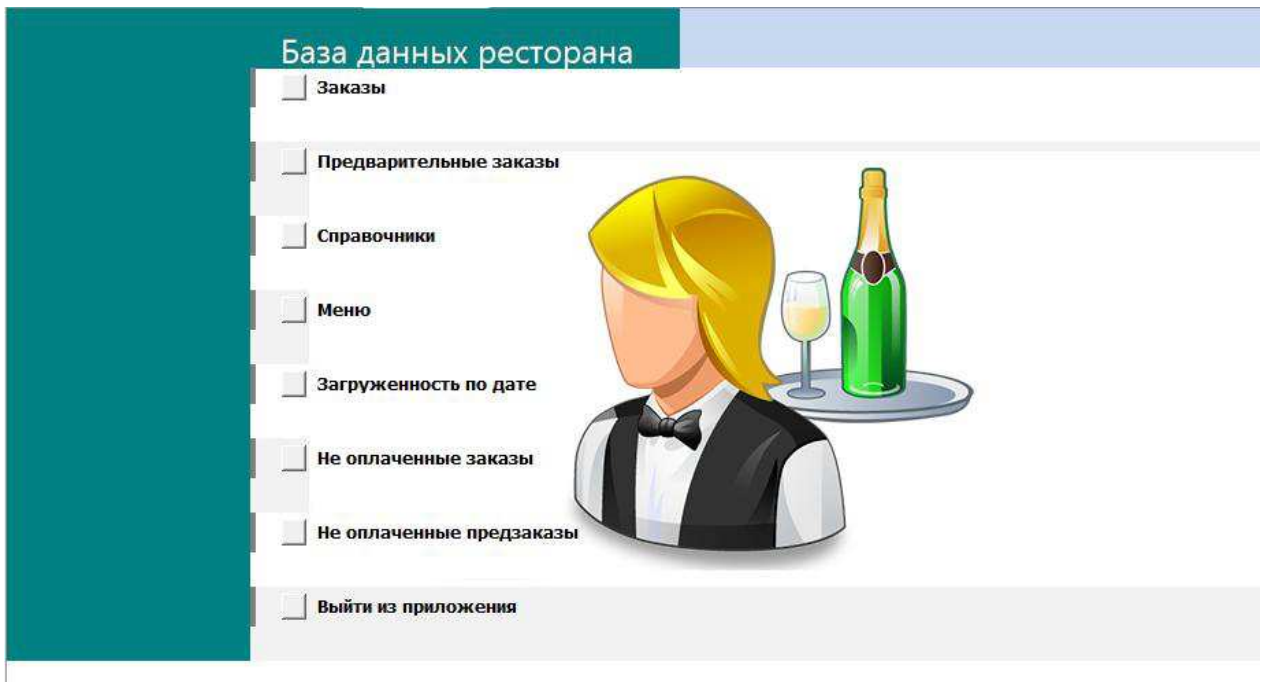 База данных ресторана
Заказы
Предварительные заказы
Справочники
Меню
Загруженность по дате
Не оплаченные заказы
Не оплаченные предзаказы
Выйти из приложения